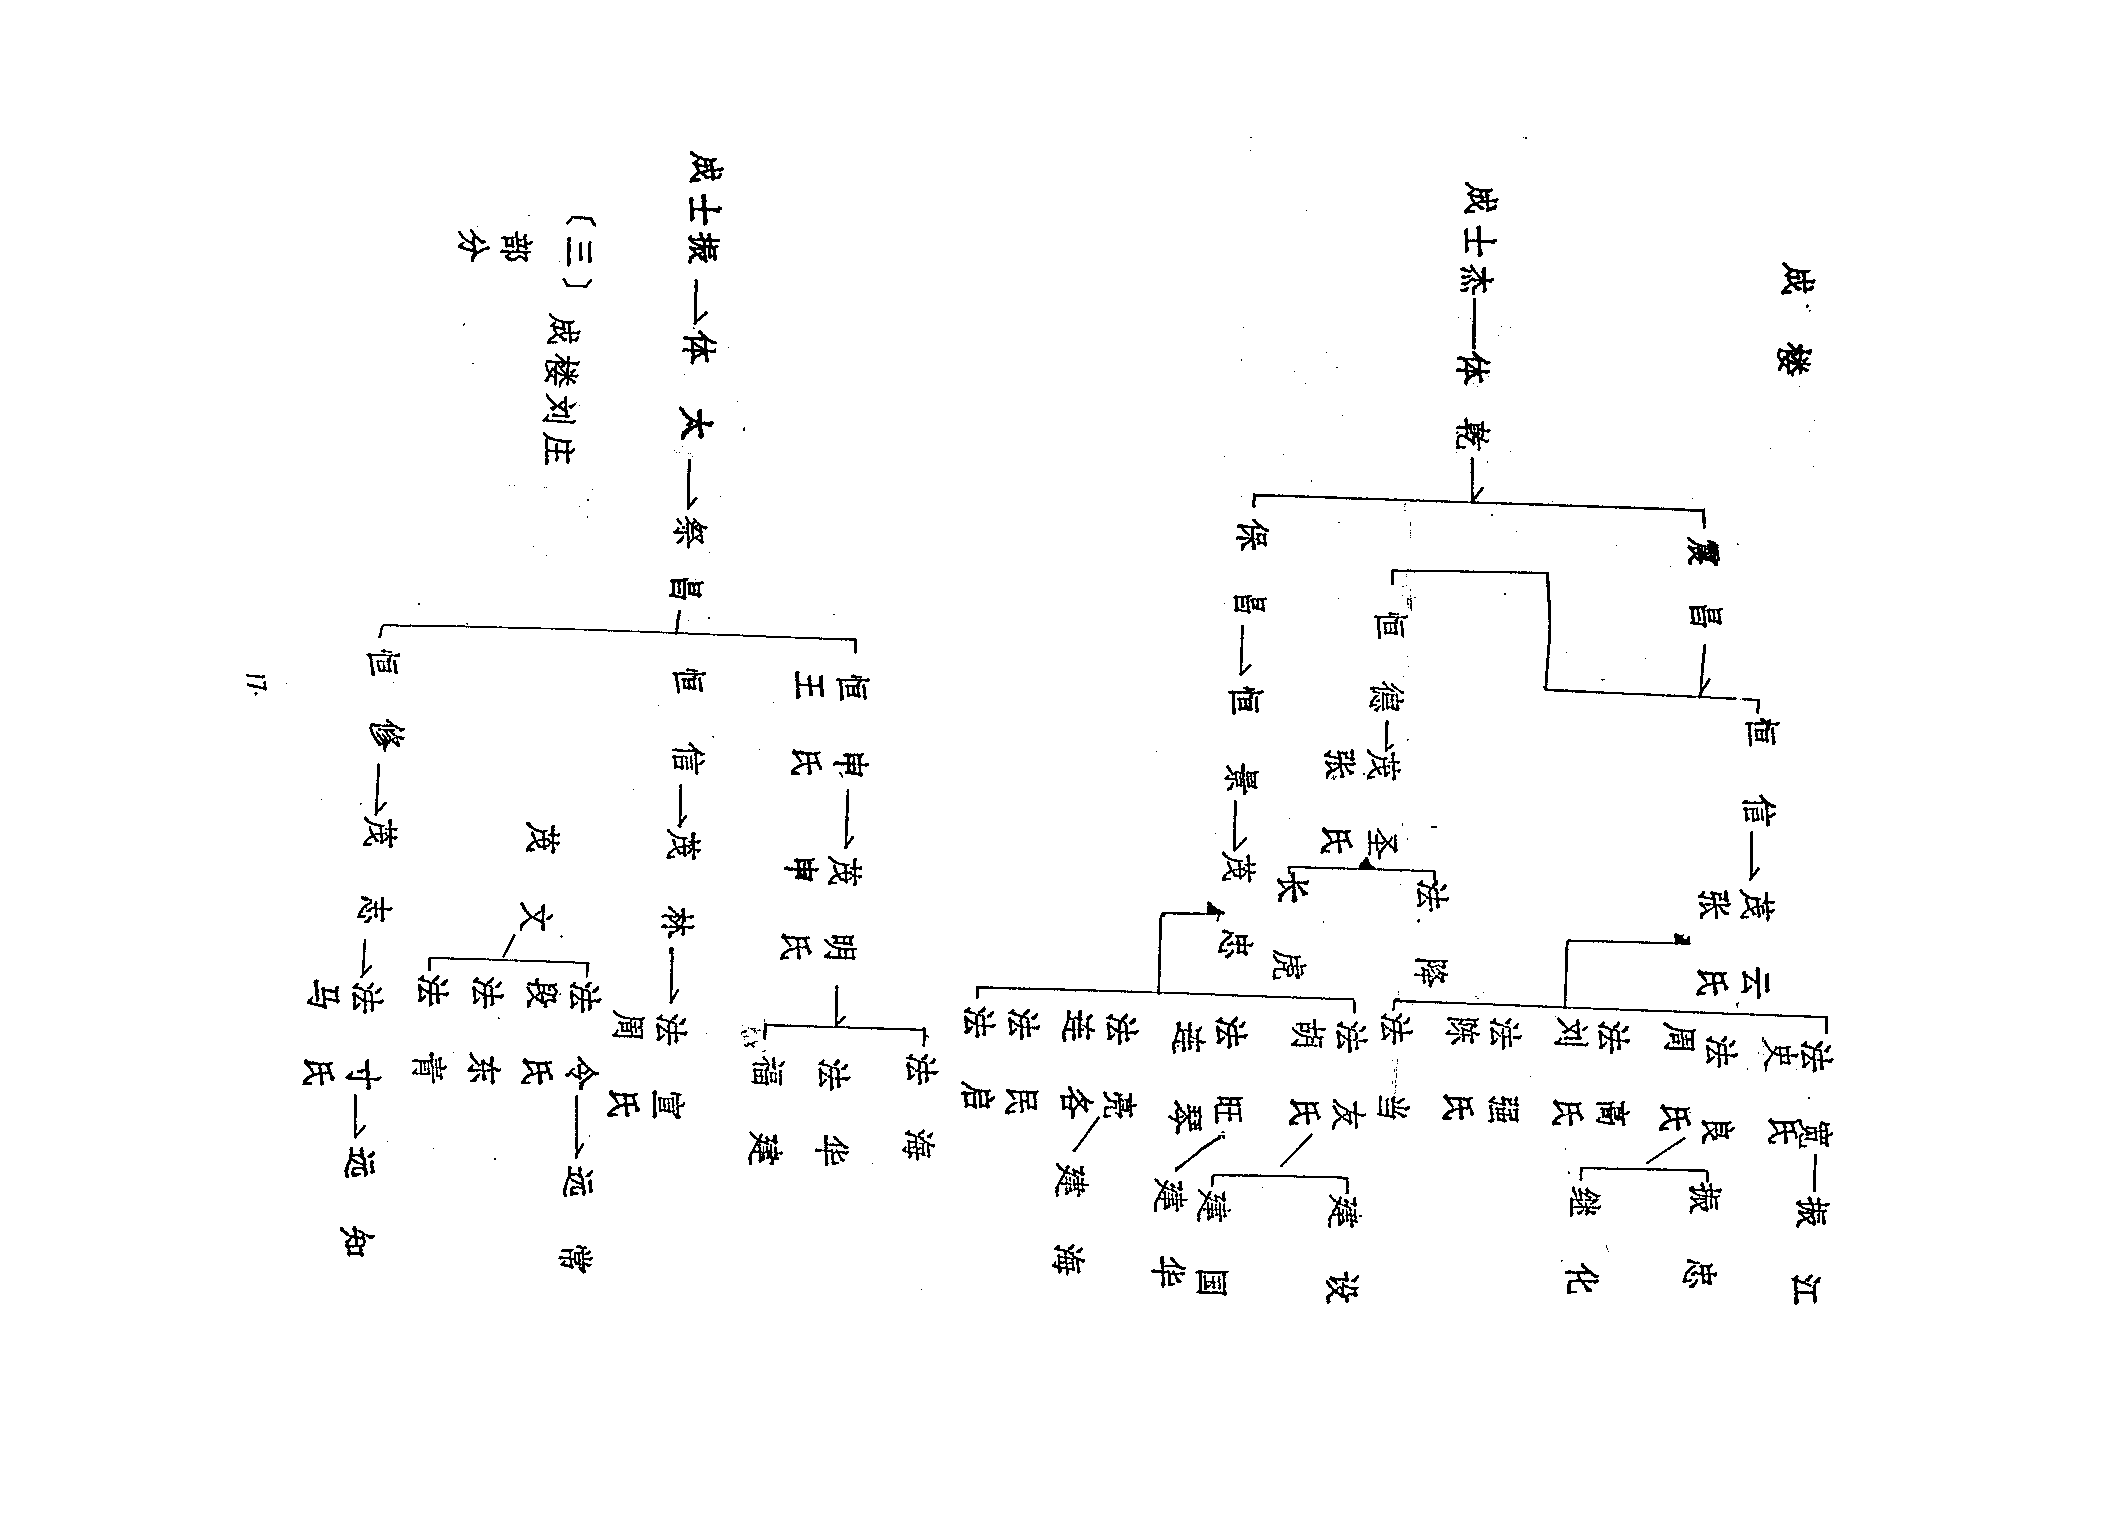 成楼
成士杰
体乾
震昌
保昌
恒信
恒德
恒景
茂云
张氏
茂圣
张氏
茂忠
法宽
史氏
法良
周氏
法高
刘氏
法强
陈氏
法当
法降
长虎
法友
胡氏
法旺
莲琴
法亮
莲各
法民
法启
振江
振忠
继化
建设
建国
建华
建海
成士振
体太
祭昌
恒申
王氏
恒信
恒修
茂明
申氏
茂林
茂文
茂志
法海
法华
福建
法宣
周氏
法令
段氏
法东
法青
法寸
马氏
远常
远知
〔三〕成楼刘庄
部分
17.